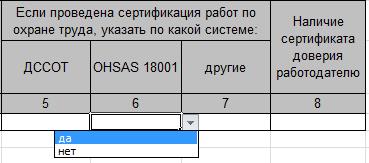 Если проведена сертификация работ по
охране труда, указать по какой системе:
Наличие
сертификата
доверия
работодателю
ДССОТ
OHSAS 18001
другие
5
6
7
8
да
нет